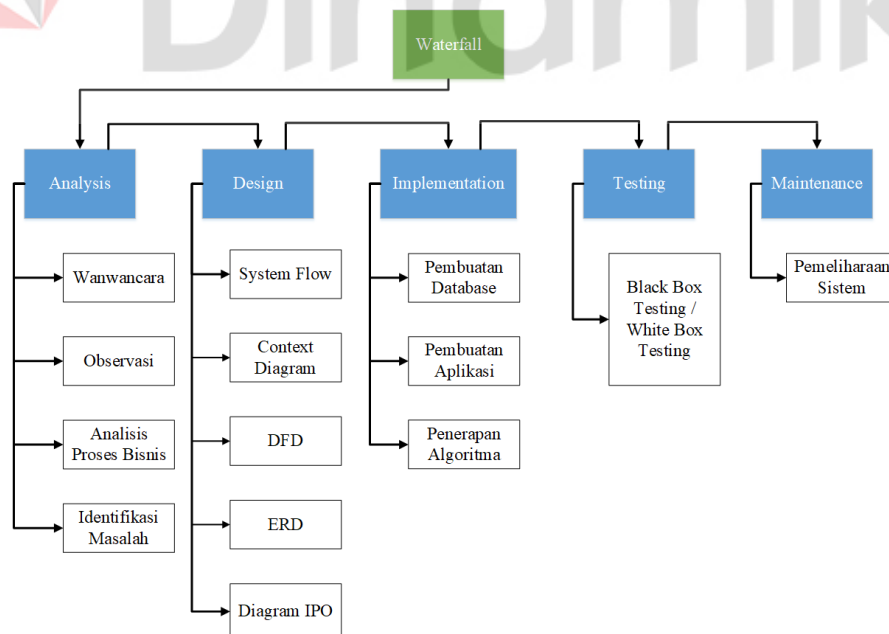 Dinamik
Waterfall
Analysis
Design
Implementation
Testing
Maintenance
Wanwancara
Observasi
Analisis
Proses Bisnis
Identifikasi
Masalah
System Flow
Context
Diagram
DFD
ERD
Diagram IPO
Pembuatan
Database
Pembuatan
Aplikasi
Penerapan
Algoritma
Black Box
Testing /
White Box
Testing
Pemeliharaan
Sistem